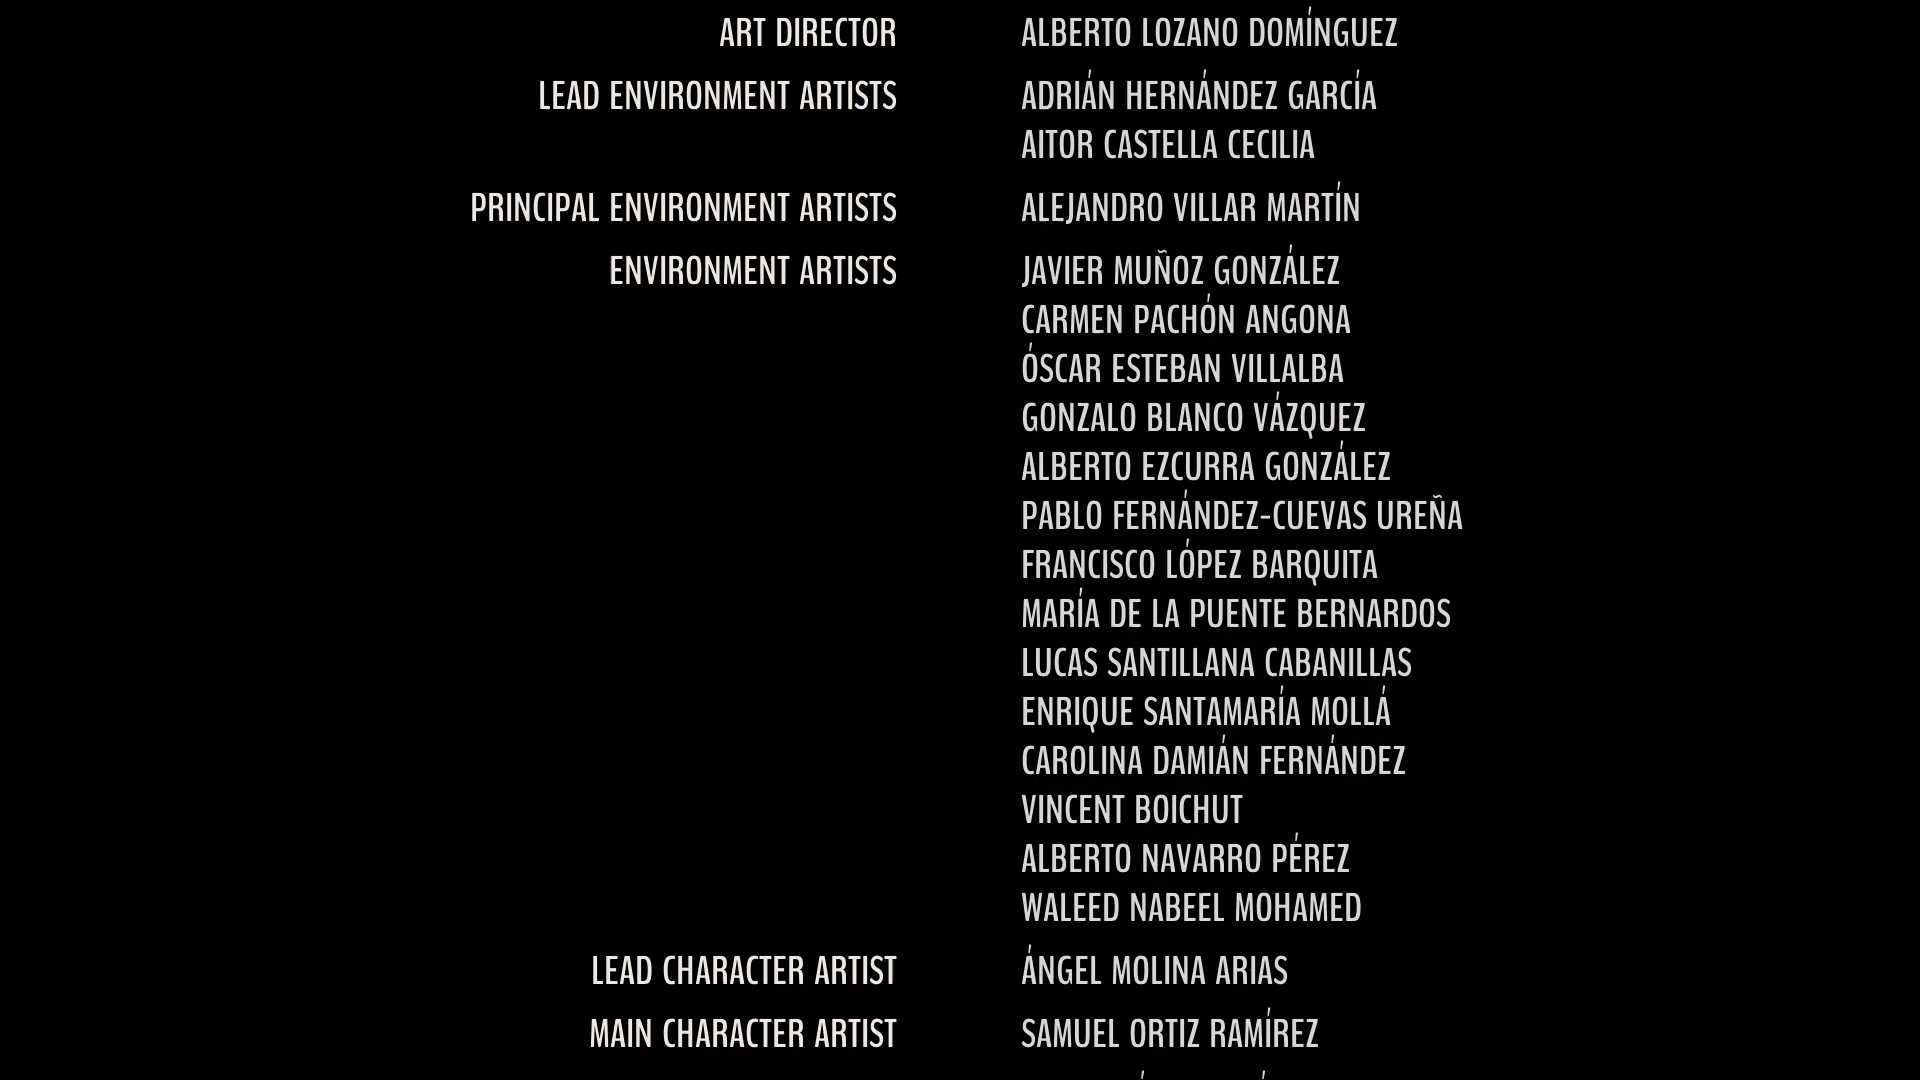 ART DIRECTOR ALBERTO LOZANO DOMÍNGUEZ
LEAD ENVIRONMENT ARTISTS ADRIÁN HERNÁNDEZ GARCÍA
AITOR CASTELLA CECILIA
PRINCIPAL ENVIRONMENT ARTISTS ALEJANDRO VILLAR MARTÍN
ENVIRONMENT ARTISTS JAVIER MUÑOZ GONZÁLEZ
CARMEN PACHÓN ANGONA
ÓSCAR ESTEBAN VILLALBA
GONZALO BLANCO VÁZQUEZ
ALBERTO EZCURRA GONZÁLEZ
PABLO FERNÁNDEZ-CUEVAS UREÑA
FRANCISCO LÓPEZ BARQUITA
MARÍA DE LA PUENTE BERNARDOS
LUCAS SANTILLANA CABANILLAS
ENRIQUE SANTAMARÍA MOLLÁ
CAROLINA DAMIÁN FERNÁNDEZ
VINCENT BOICHUT
ALBERTO NAVARRO PÉREZ
WALEED NABEEL MOHAMED
LEAD CHARACTER ARTIST ÁNGEL MOLINA ARIAS
MAIN CHARACTER ARTIST SAMUEL ORTIZ RAMÍREZ